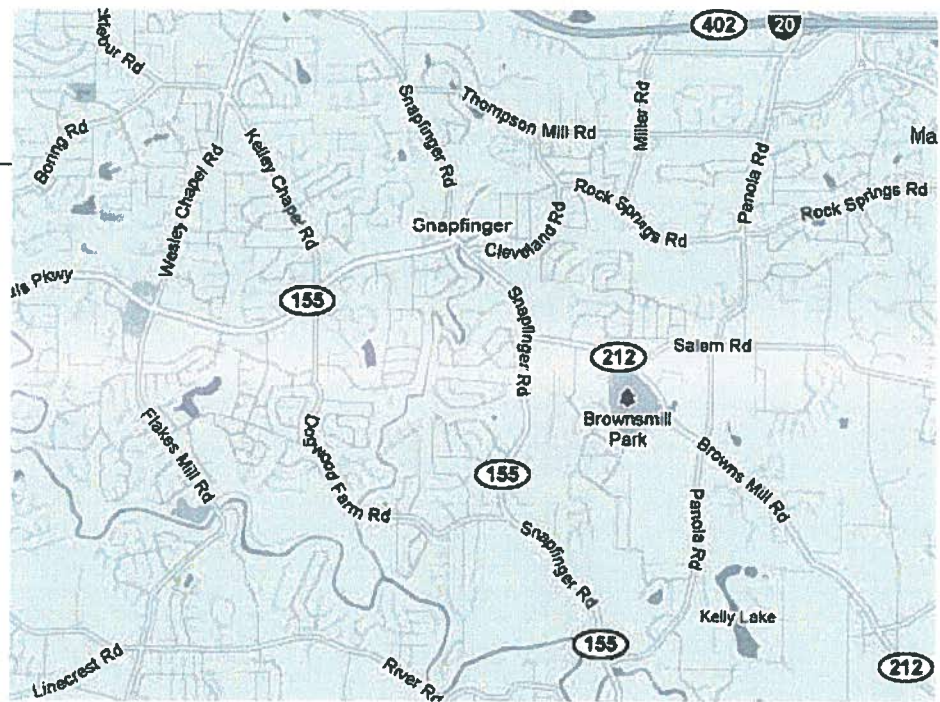 402
20
Snapfinger Rd
Thompson Mill Rd
Miller Rd
Boring Rd
Wesley Chapel Rd
Kelley Chapel Rd
Panola Rd
Ma
Rock Springs Rd
Rock Springs Rd
Snapfinger
Cleveland Rd
Pkwy
155
Snapfinger Rd
212
Salem Rd
Brownsmill
Park
Flakes Mill Rd
Dogwood Farm Rd
155
Browns Mill Rd
Panola Rd
Snapfinger Rd
Kelly Lake
155
212
Linecrest Rd
River Rd